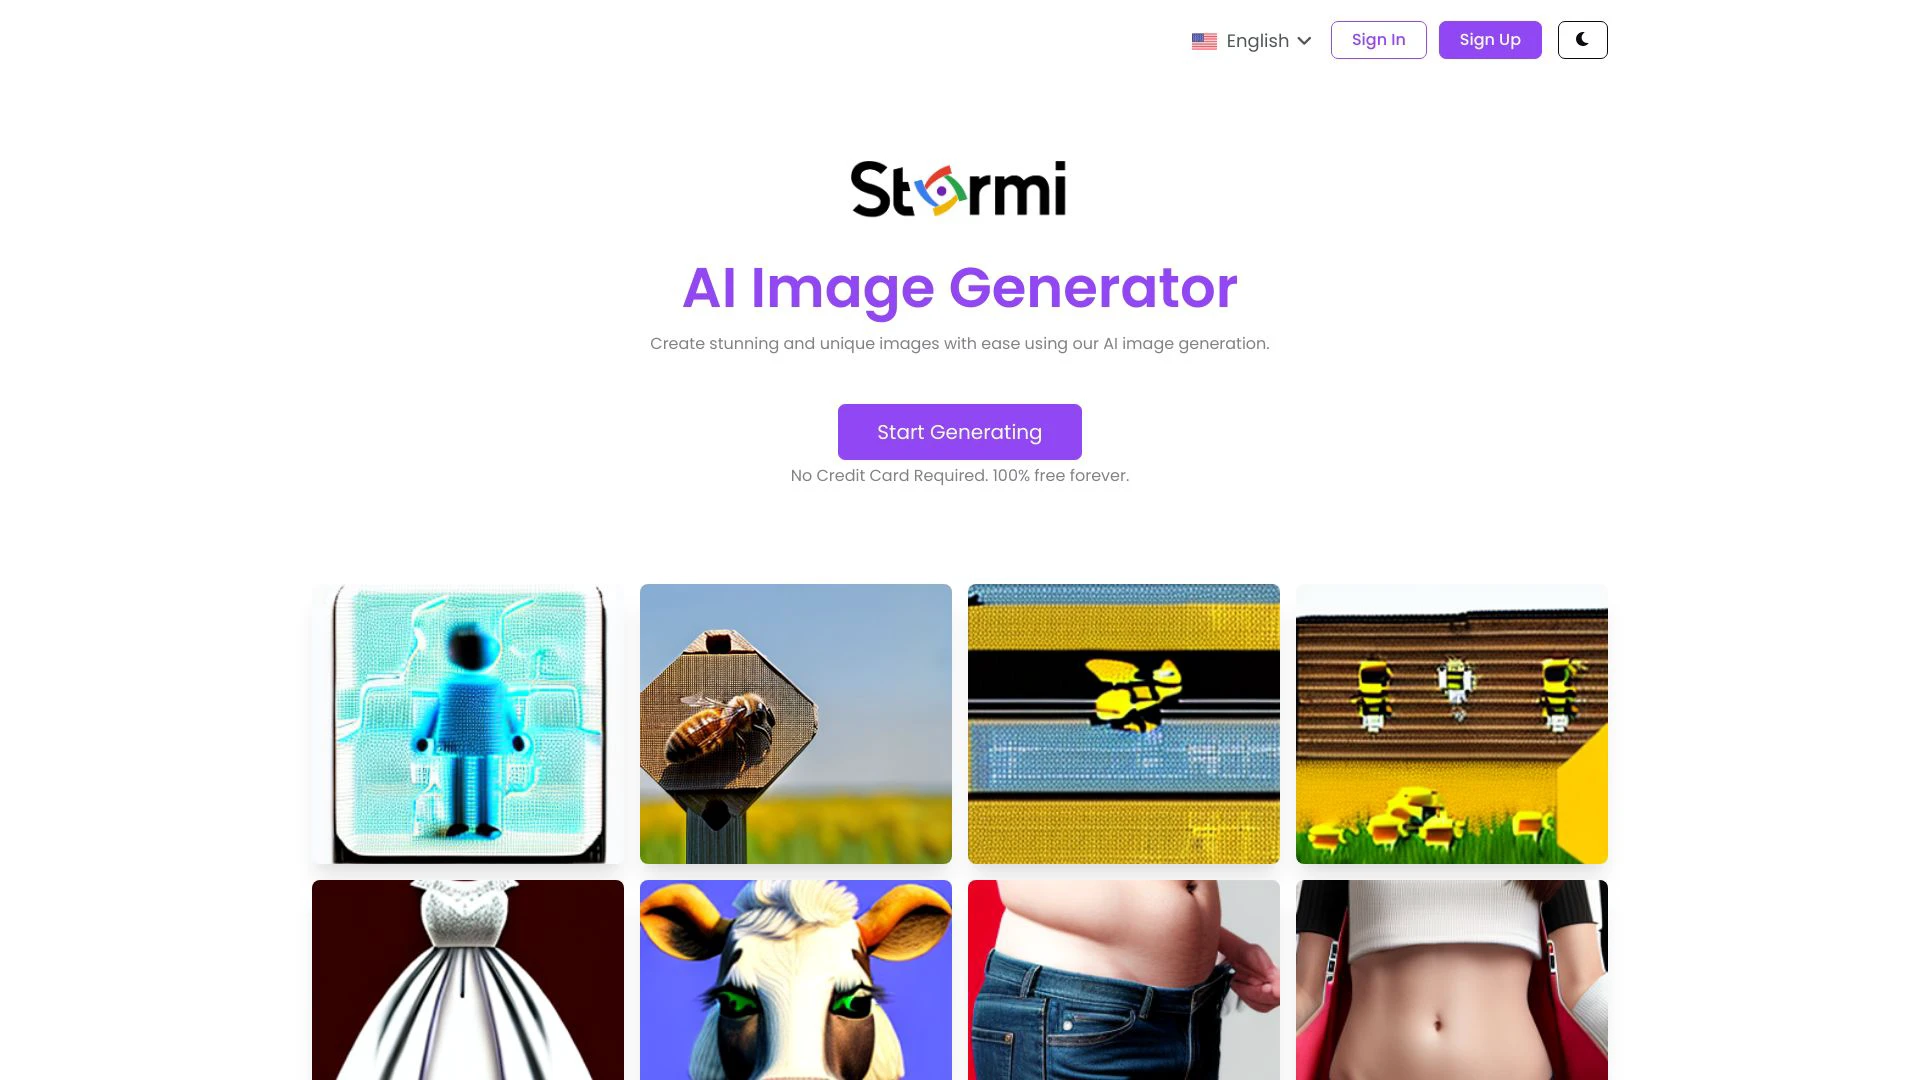 English
Sign In
Sign Up
Stormi
AI Image Generator
Create stunning and unique images with ease using our AI image generation.
Start Generating
No Credit Card Required. 100% free forever.